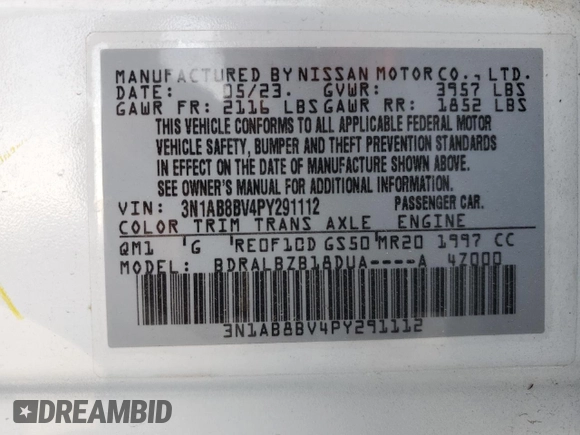 MANUFACTURED BY NISSAN MOTOR CO., LTD.
DATE: 05/23. GVWR: 3957 LBS
GAWR FR: 2116 LBS GAWR RR: 1852 LBS
THIS VEHICLE CONFORMS TO ALL APPLICABLE FEDERAL MOTOR
VEHICLE SAFETY, BUMPER AND THEFT PREVENTION STANDARDS
IN EFFECT ON THE DATE OF MANUFACTURE SHOWN ABOVE.
SEE OWNER'S MANUAL FOR ADDITIONAL INFORMATION.
VIN: 3N1AB8BV4PY291112 PASSENGER CAR.
COLOR TRIM TRANS AXLE ENGINE
QM1 'G 'RE0F10D GS50'MR20 1997 CC
MODEL: BDRALBZB18DUA----A 47000
3N1AB8BV4PY291112
DREAMBID